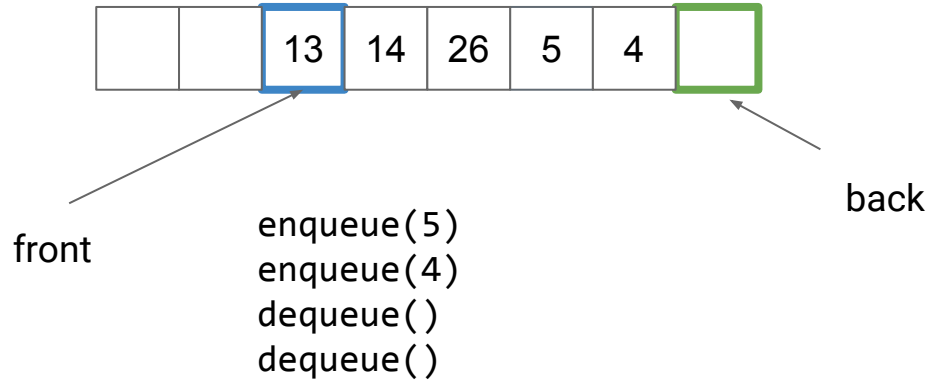 13 14 26 5 4
back
front
enqueue(5)
enqueue(4)
dequeue()
dequeue()